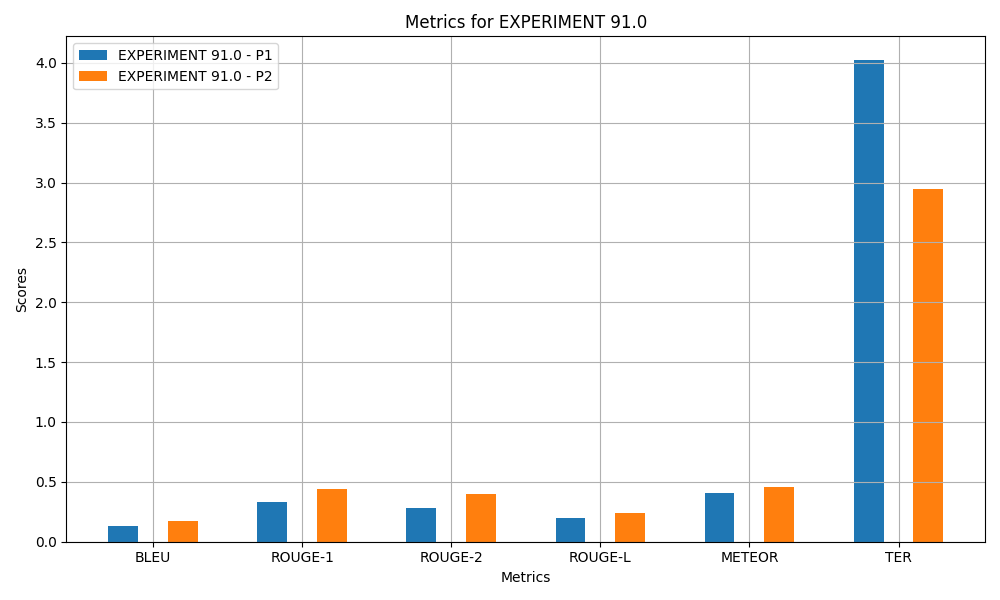 Metrics for EXPERIMENT 91.0
EXPERIMENT 91.0 - P1
EXPERIMENT 91.0 - P2
4.0
3.5
3.0
2.5
2.0
1.5
1.0
0.5
0.0
Scores
BLEU ROUGE-1 ROUGE-2 ROUGE-L METEOR TER
Metrics